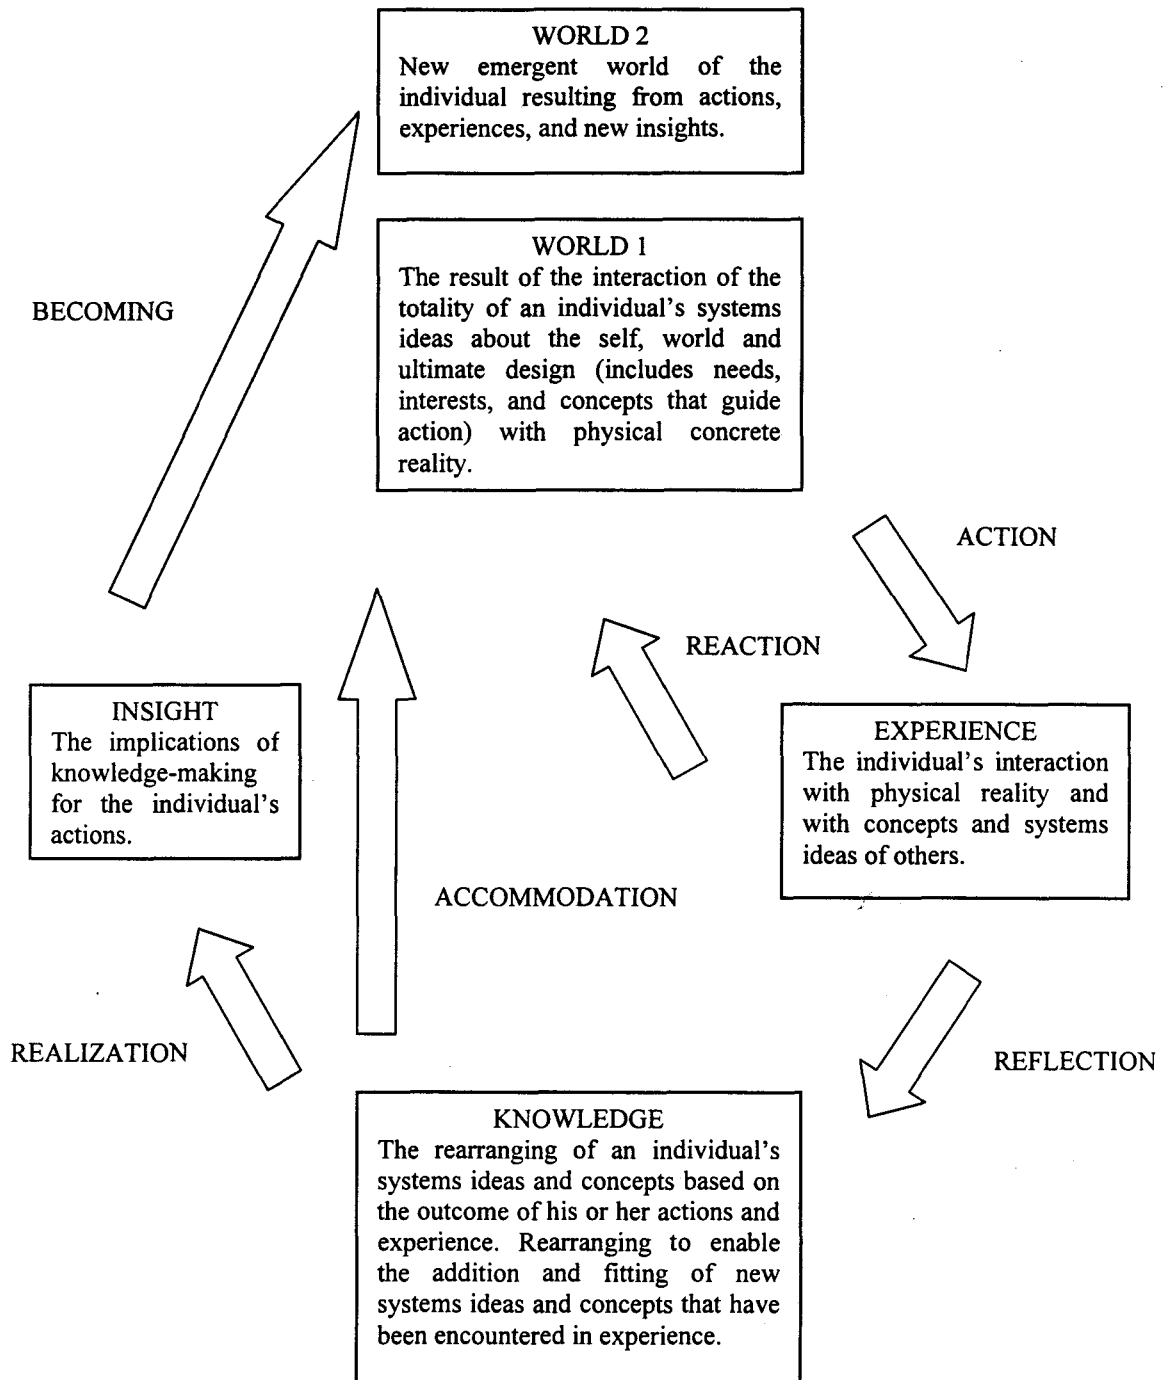 WORLD 2
New emergent world of the
individual resulting from actions,
experiences, and new insights.
WORLD 1
The result of the interaction of the
totality of an individual's systems
ideas about the self, world and
ultimate design (includes needs,
interests, and concepts that guide
action) with physical concrete
reality.
BECOMING
ACTION
REACTION
INSIGHT
The implications of
knowledge-making
for the individual's
actions.
EXPERIENCE
The individual's interaction
with physical reality and
with concepts and systems
ideas of others.
ACCOMMODATION
REALIZATION
REFLECTION
KNOWLEDGE
The rearranging of an individual's
systems ideas and concepts based on
the outcome of his or her actions and
experience. Rearranging to enable
the addition and fitting of new
systems ideas and concepts that have
been encountered in experience.